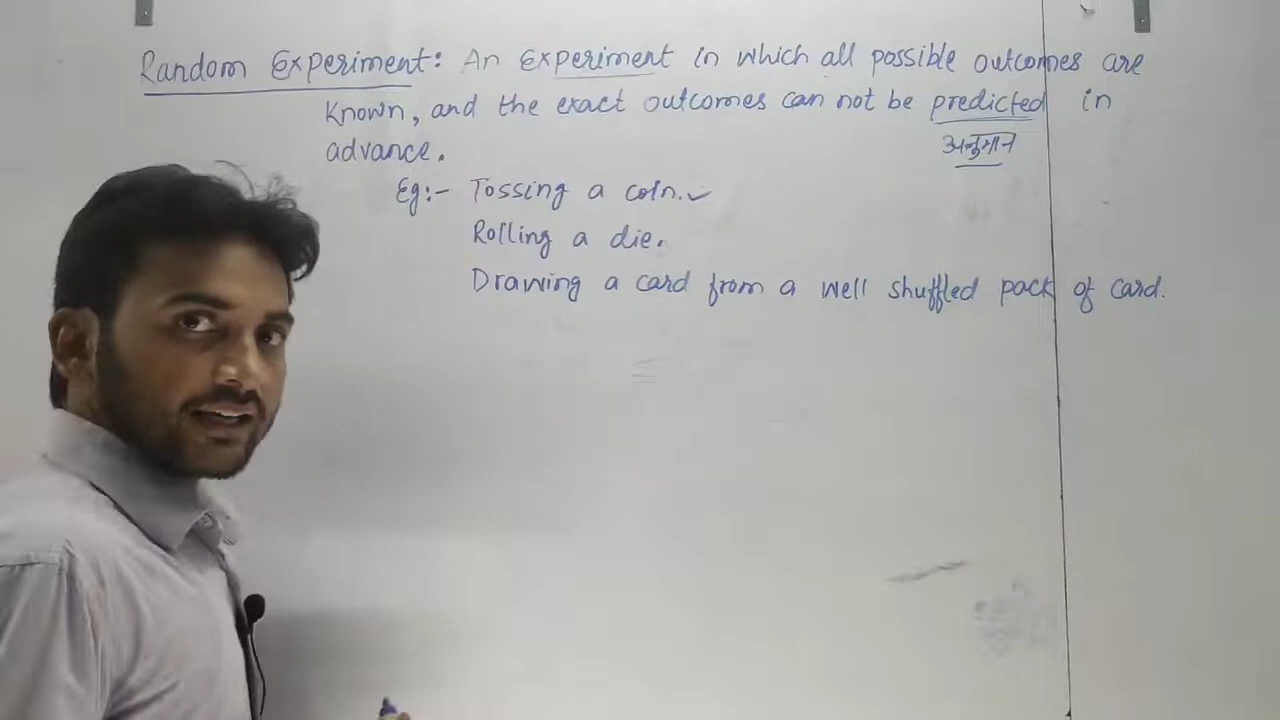 Random Experiment: An Experiment in which all possible outcomes are
Known, and the exact outcomes can not be predicted in
अनुमान
advance.
Eg:- Tossing a coin.
Rolling a die.
Drawing a card from a well shuffled pack of card.